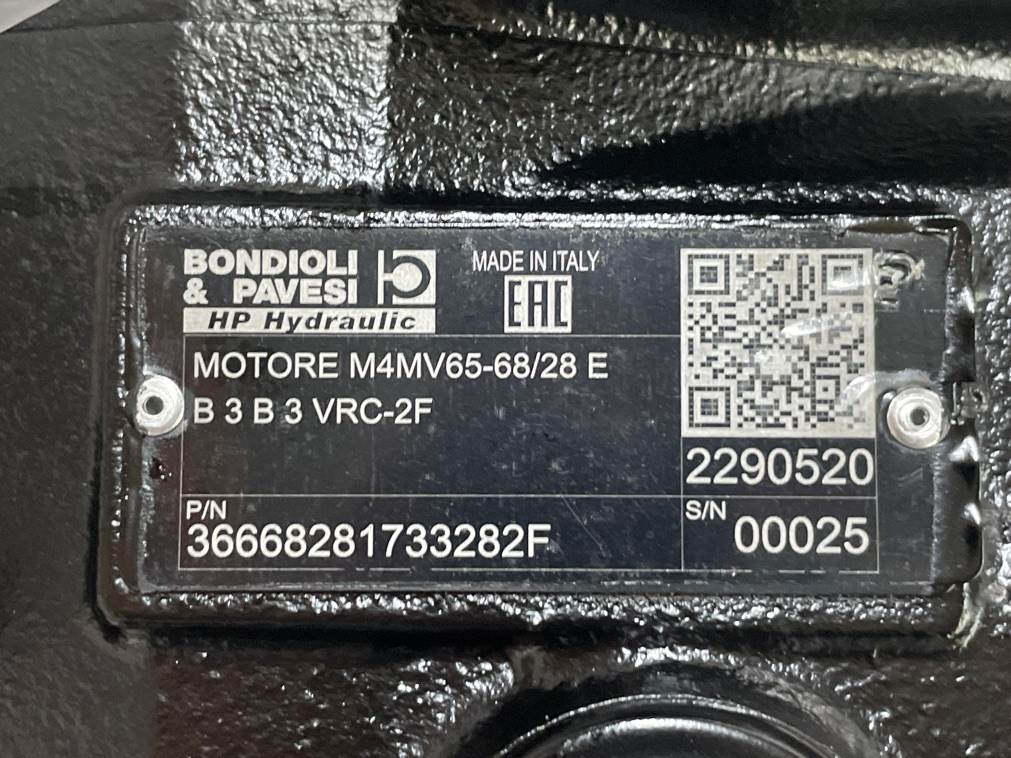 BONDIOLI
& PAVESI
HP Hydraulic
MADE IN ITALY
EAC
MOTORE M4MV65-68/28 E
B 3 B 3 VRC-2F
2290520
P/N
36668281733282F
S/N
00025